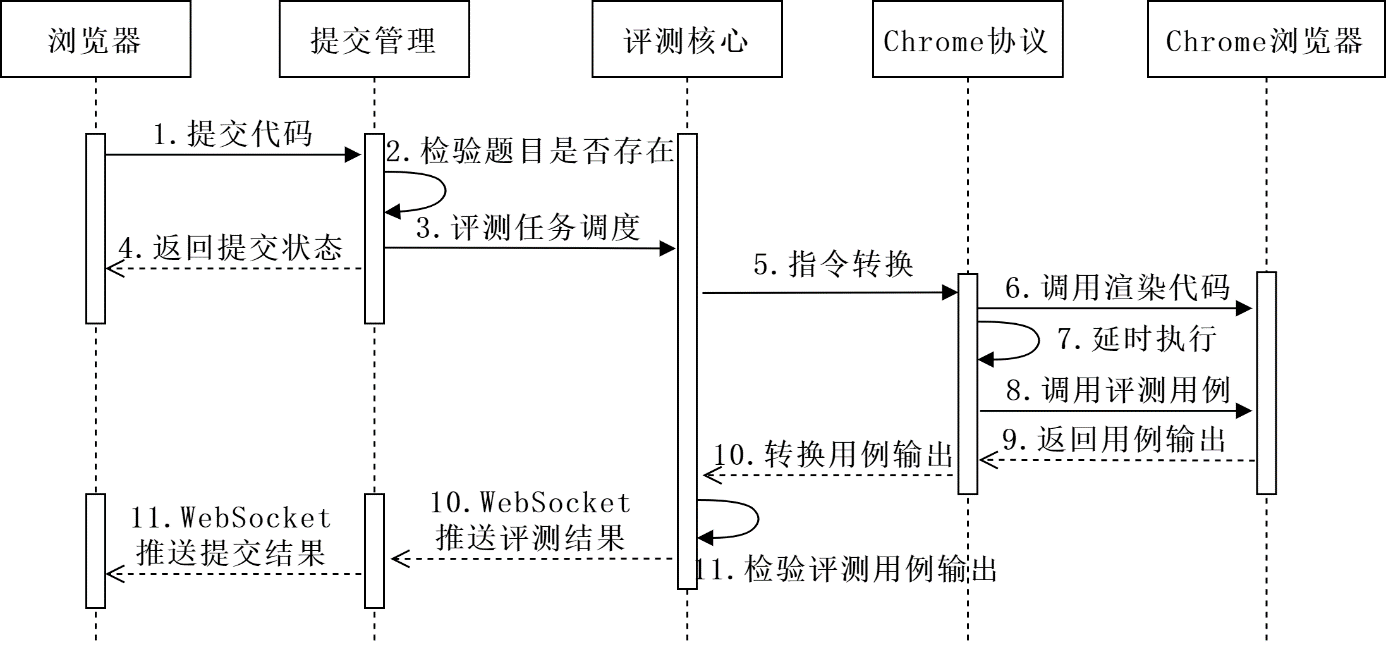 浏览器
提交管理
评测核心
Chrome协议
Chrome浏览器
1.提交代码
2.检验题目是否存在
3.评测任务调度
4.返回提交状态
5.指令转换
6.调用渲染代码
7.延时执行
8.调用评测用例
9.返回用例输出
10.转换用例输出
10.WebSocket
推送评测结果
11.WebSocket
推送提交结果
11.检验评测用例输出